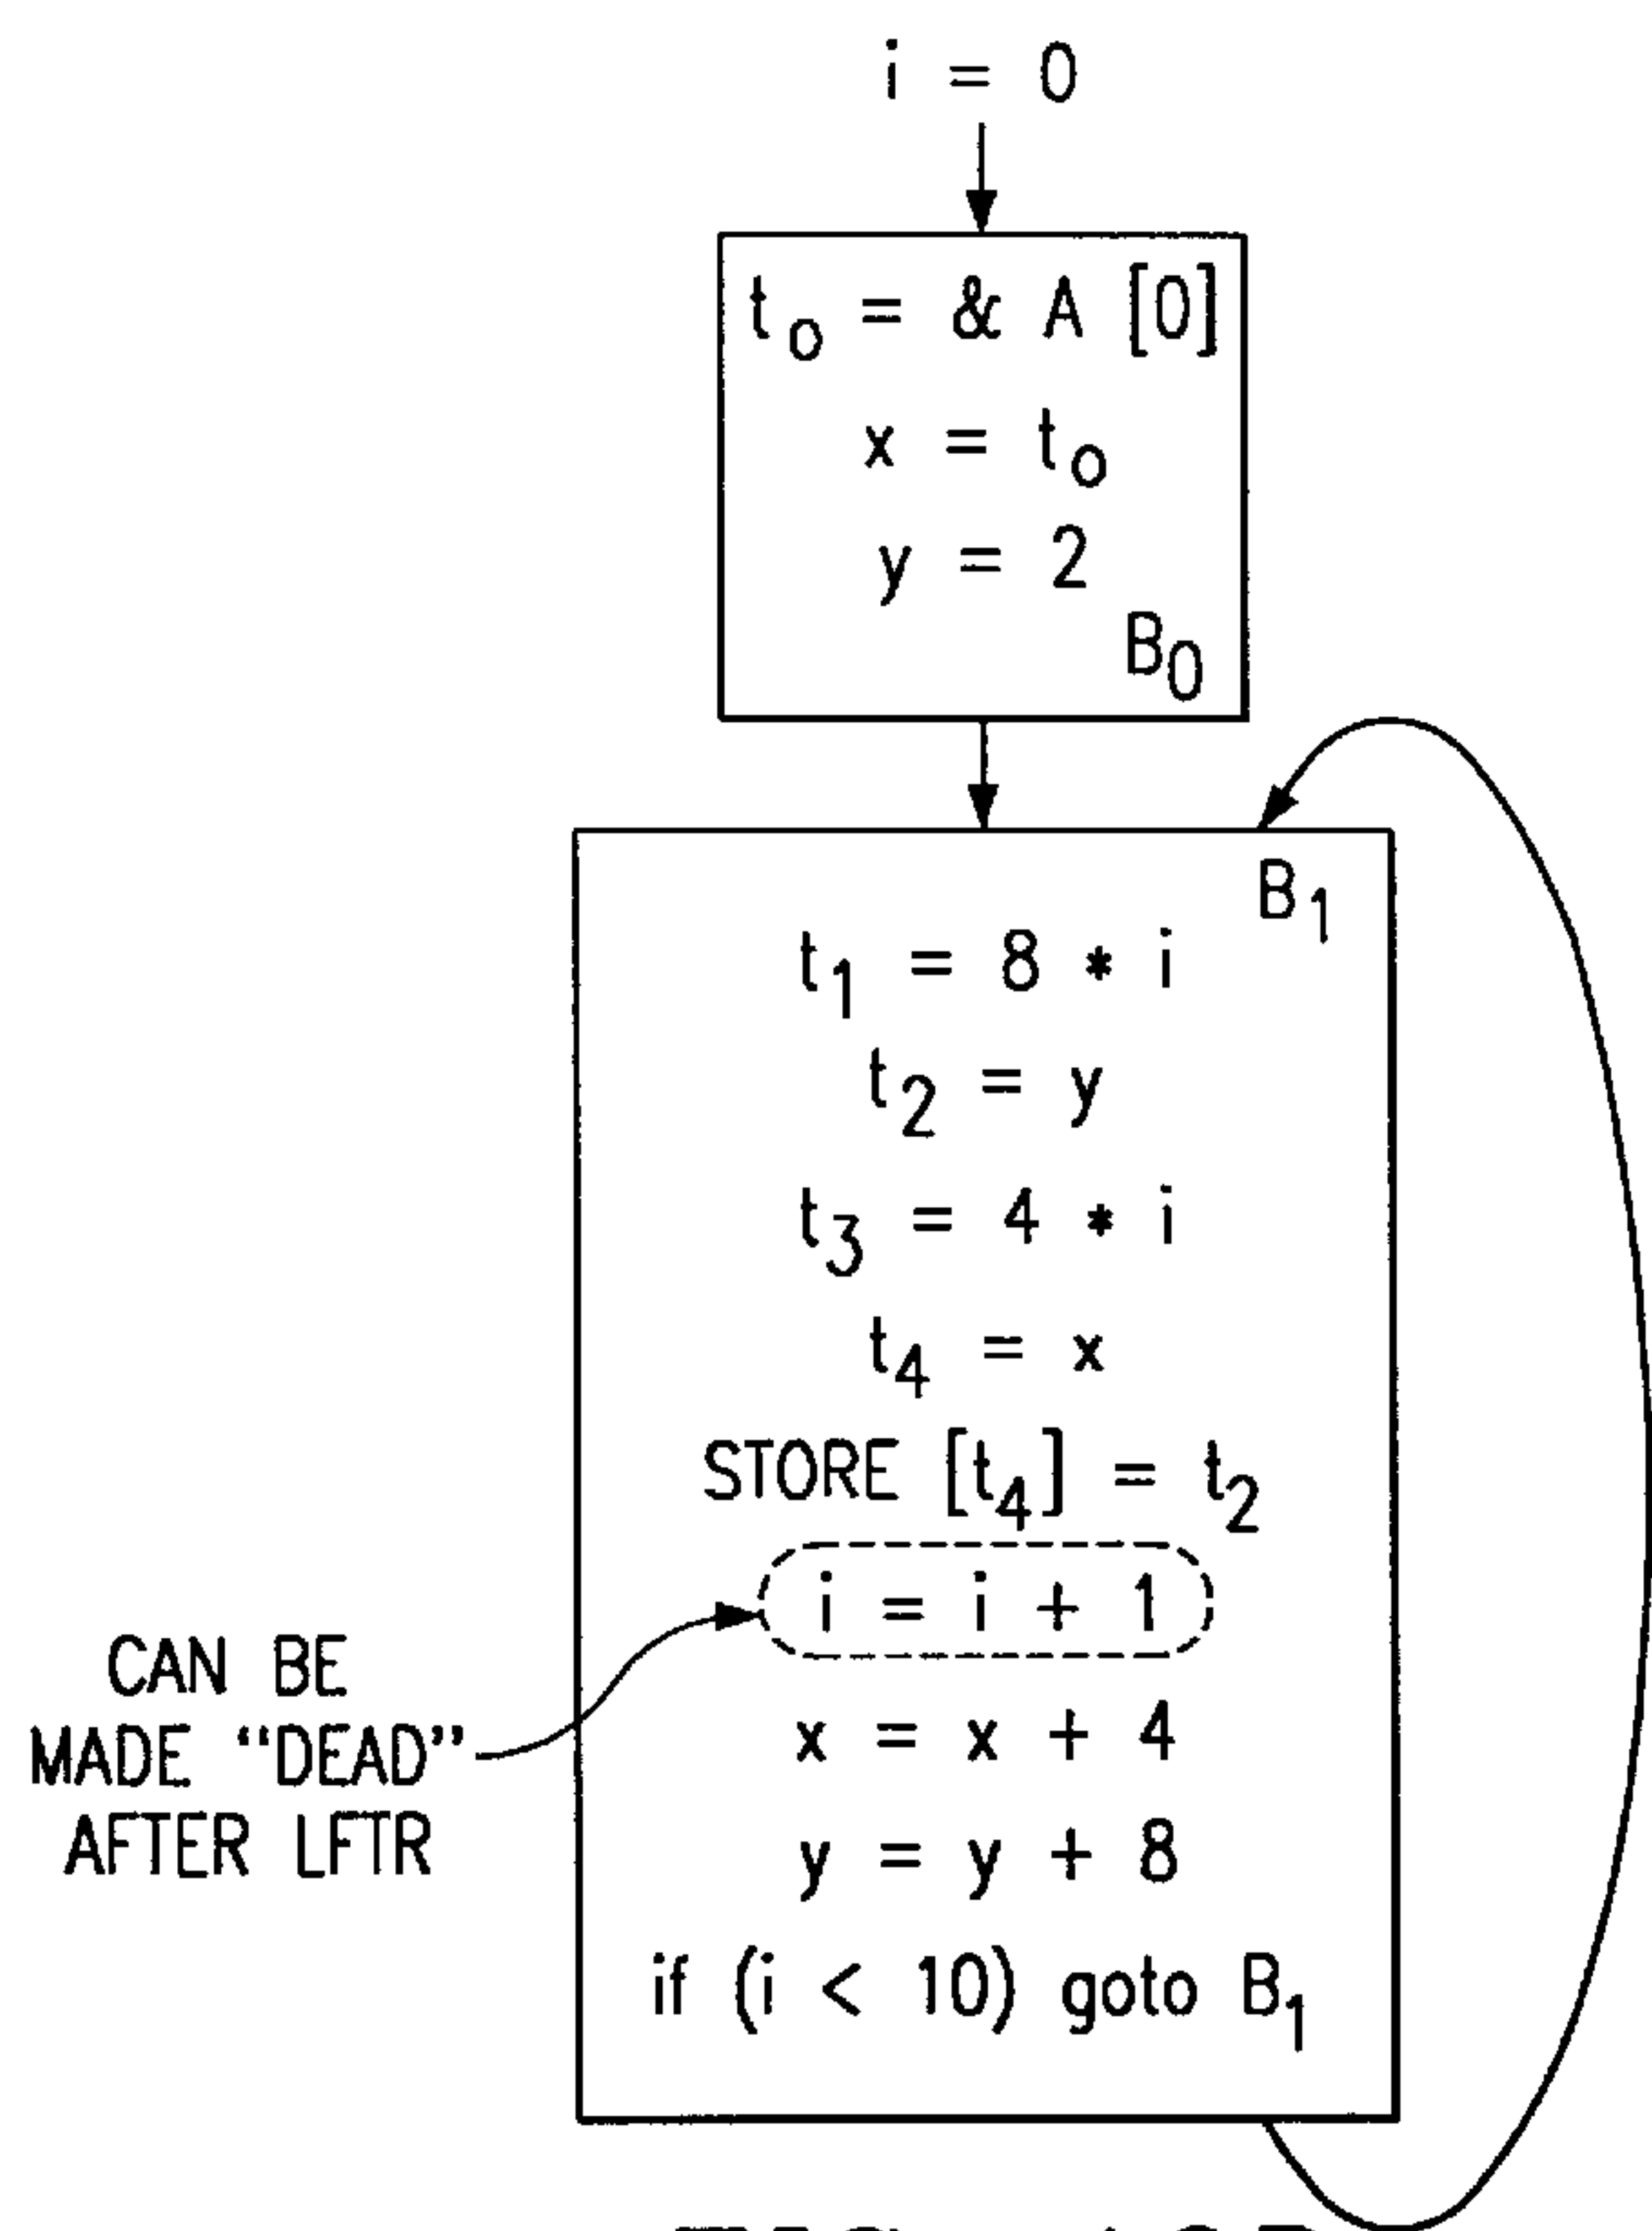 i = 0
t₀ = & A [0]
x = t₀
y = 2
B₀
B₁
t₁ = 8 * i
t₂ = y
t₃ = 4 * i
t₄ = x
STORE [t₄] = t₂
i = i + 1
CAN BE
MADE “DEAD”
AFTER LFTR
x = x + 4
y = y + 8
if (i < 10) goto B₁